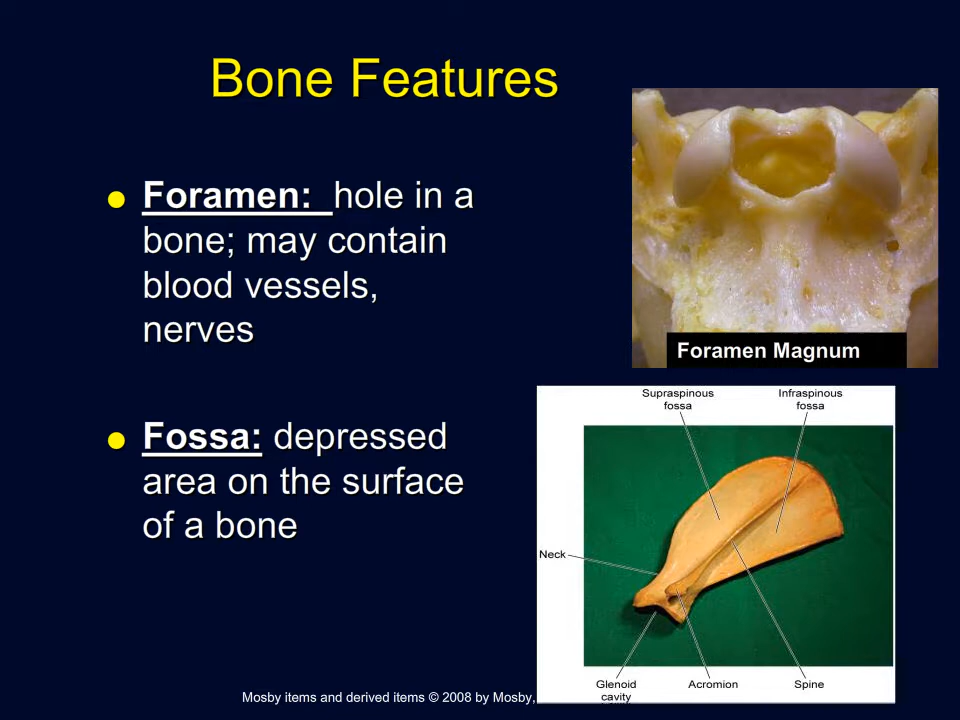 Bone Features
Foramen: hole in a
bone; may contain
blood vessels,
nerves
Foramen Magnum
Fossa: depressed
area on the surface
of a bone
Supraspinous
fossa
Infraspinous
fossa
Neck
Glenoid
cavity
Acromion
Spine
Mosby items and derived items © 2008 by Mosby,